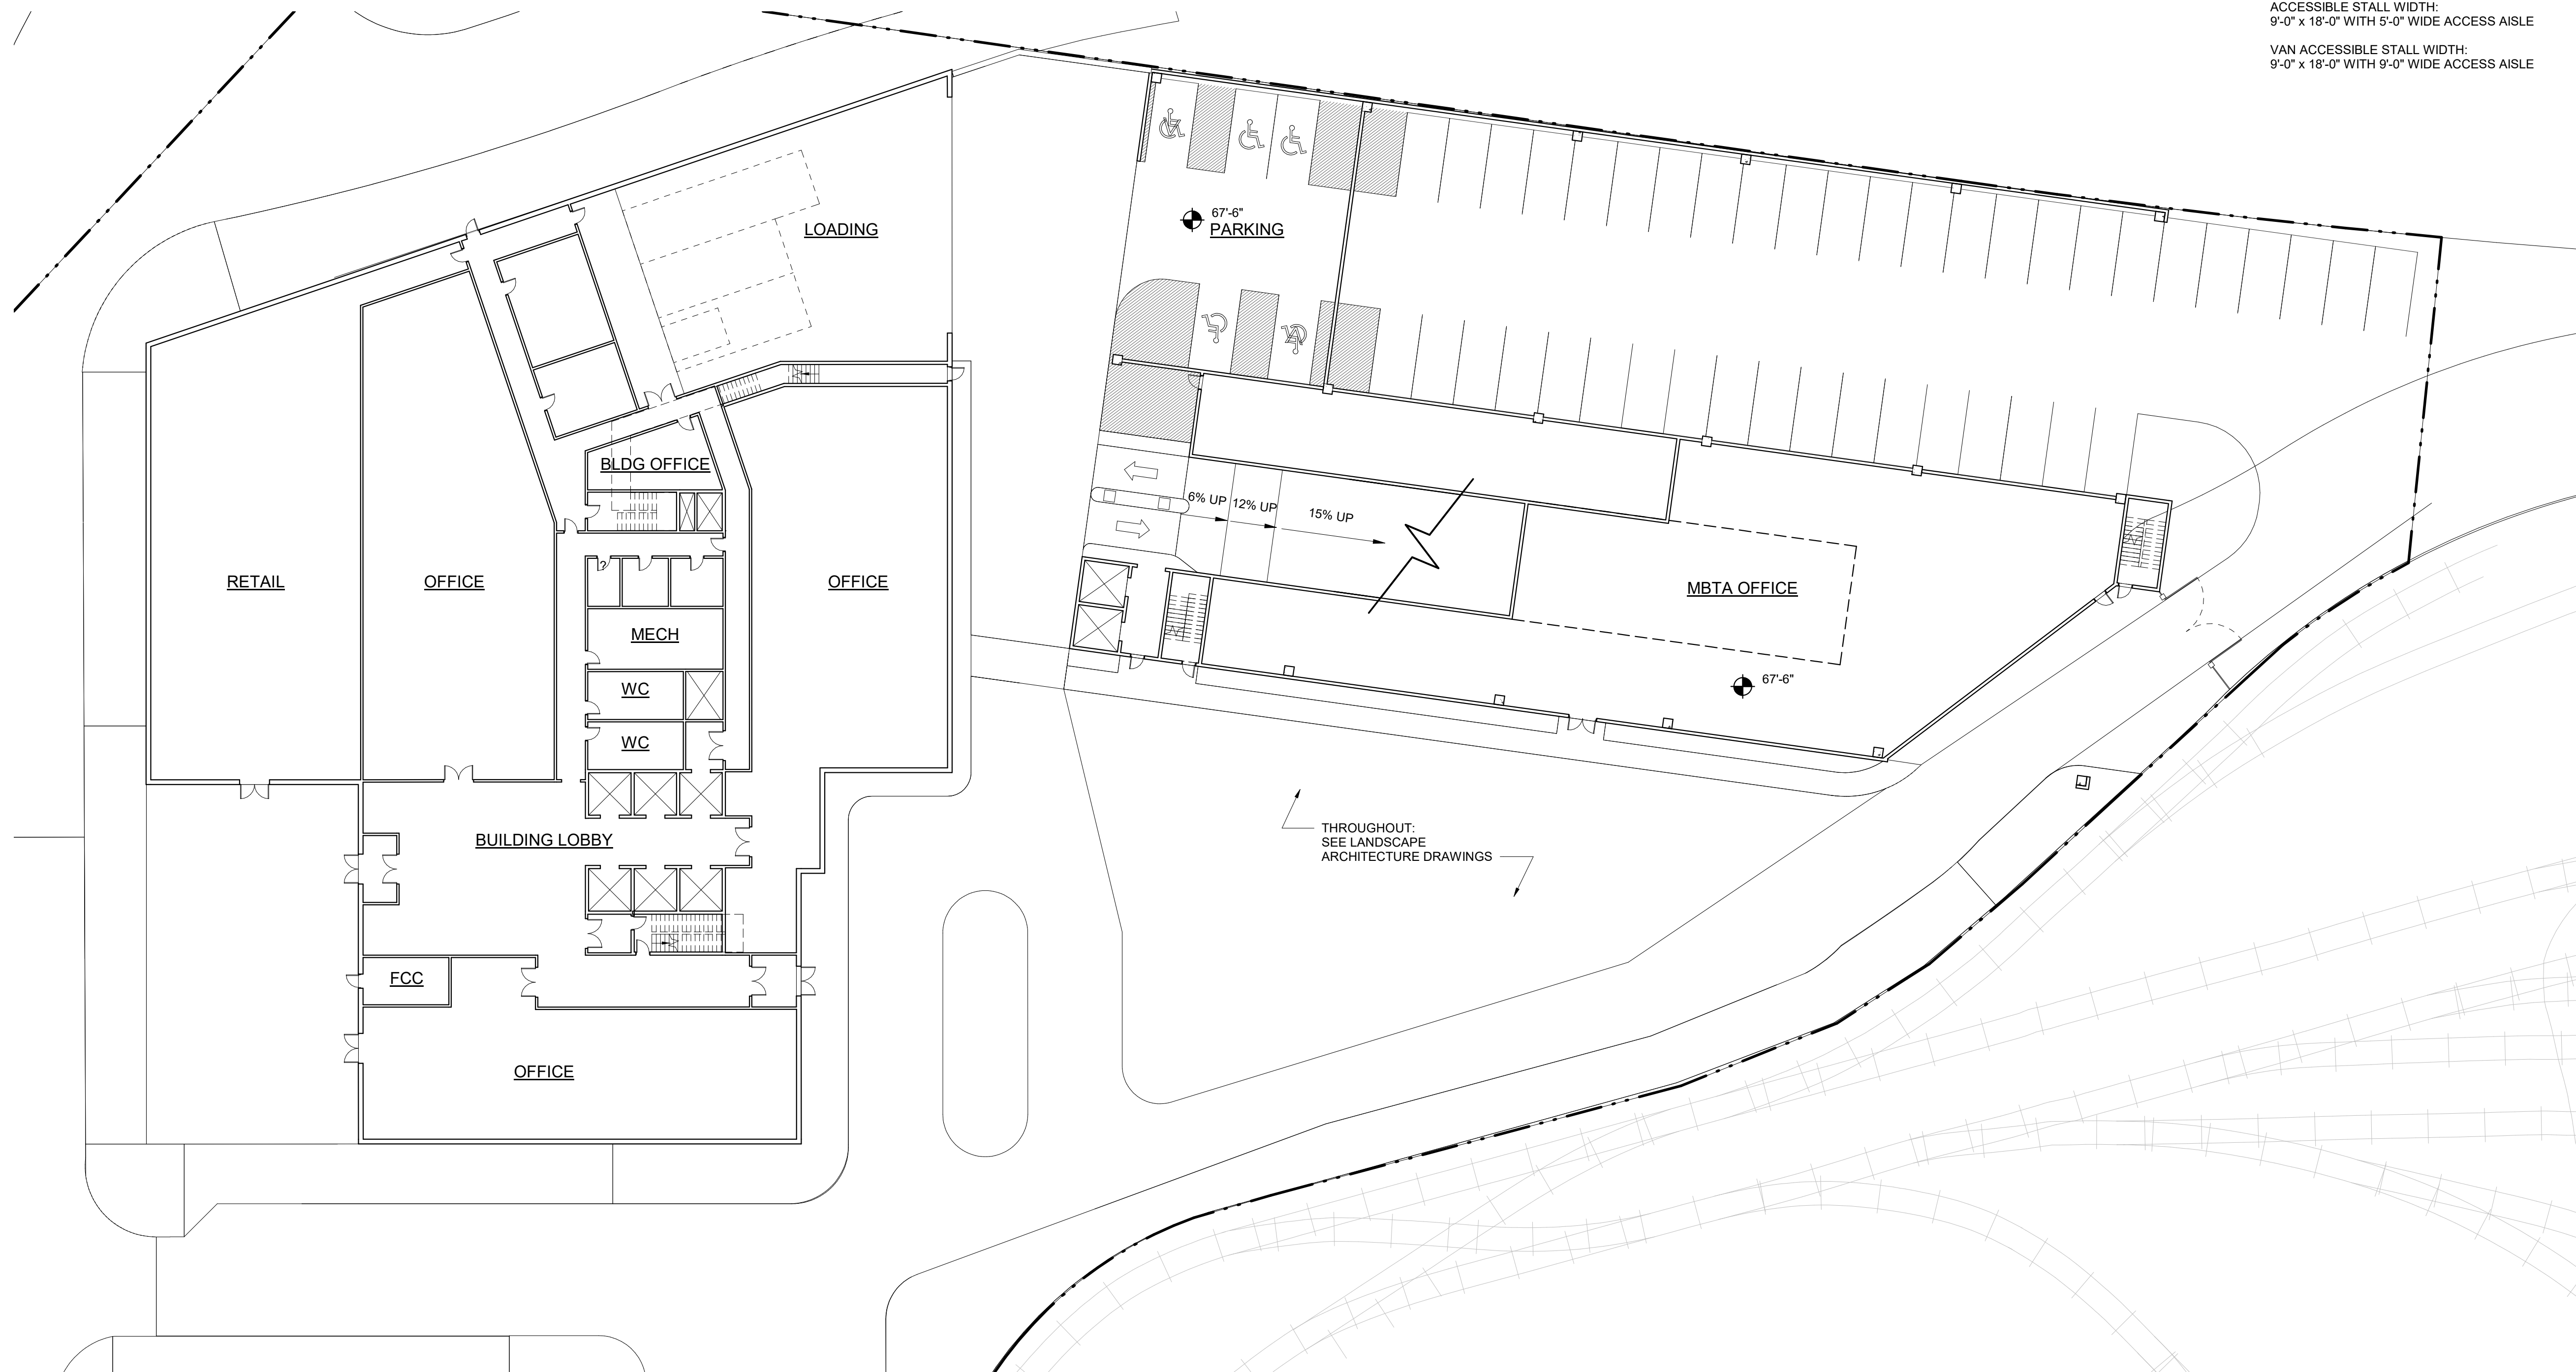 ACCESSIBLE STALL WIDTH:
9'-0" x 18'-0" WITH 5'-0" WIDE ACCESS AISLE
VAN ACCESSIBLE STALL WIDTH:
9'-0" x 18'-0" WITH 9'-0" WIDE ACCESS AISLE
LOADING
67'-6"
PARKING
BLDG OFFICE
6% UP
12% UP
15% UP
RETAIL
OFFICE
?
OFFICE
MBTA OFFICE
MECH
WC
67'-6"
WC
BUILDING LOBBY
THROUGHOUT:
SEE LANDSCAPE
ARCHITECTURE DRAWINGS
FCC
OFFICE